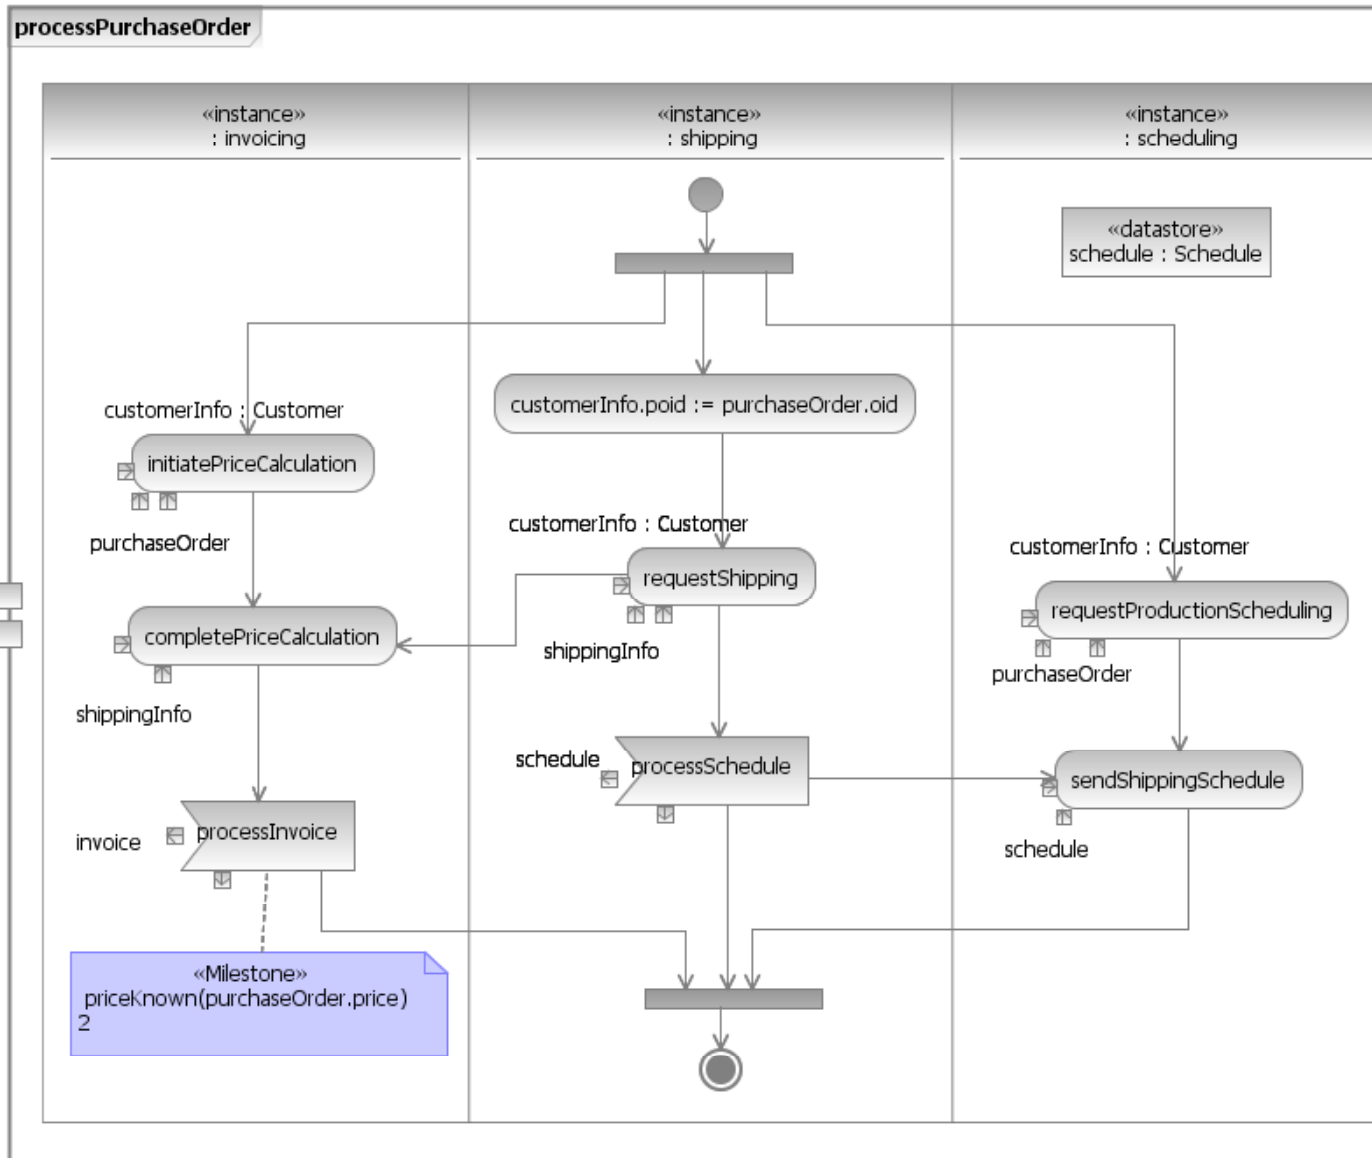 processPurchaseOrder
«instance»
: invoicing
«instance»
: shipping
«instance»
: scheduling
«datastore»
schedule : Schedule
customerInfo : Customer
initiatePriceCalculation
purchaseOrder
customerInfo.poid := purchaseOrder.oid
customerInfo : Customer
requestShipping
shippingInfo
customerInfo : Customer
requestProductionScheduling
purchaseOrder
completePriceCalculation
shippingInfo
schedule
processSchedule
sendShippingSchedule
schedule
invoice
processInvoice
«Milestone»
priceKnown(purchaseOrder.price)
2